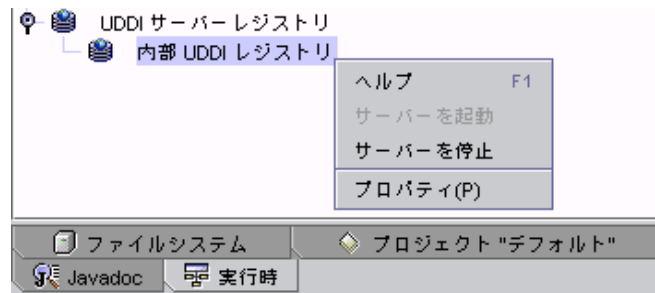 UDDI サーバーレジストリ
内部 UDDI レジストリ
ヘルプ F1
サーバーを起動
サーバーを停止
プロパティ(P)
ファイルシステム プロジェクト "デフォルト"
Javadoc 実行時